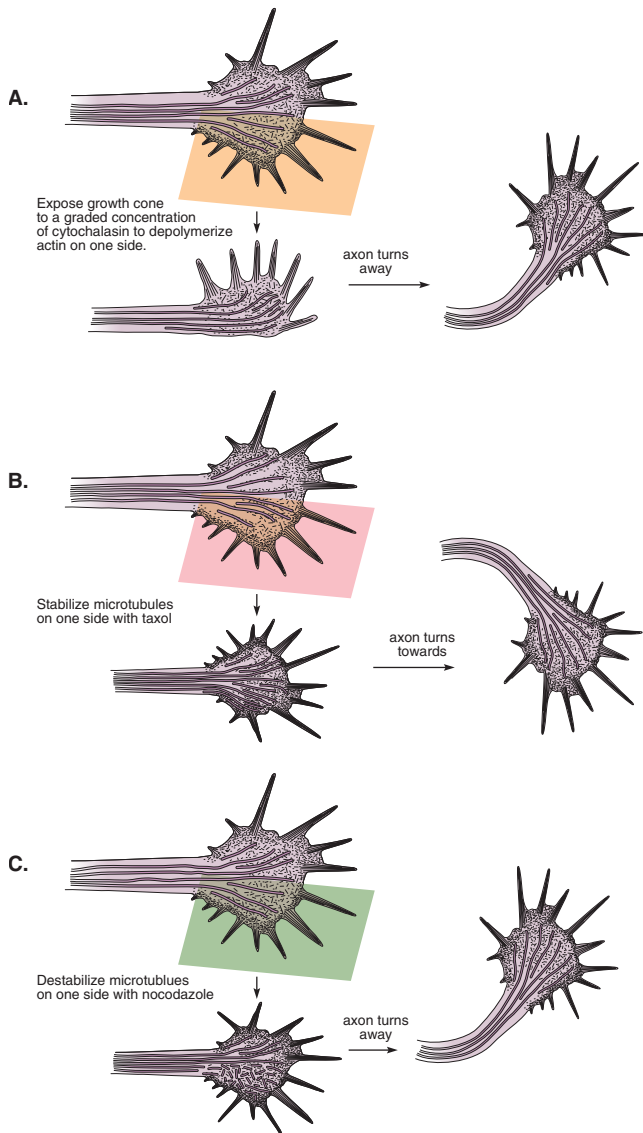 A.
Expose growth cone
to a graded concentration
of cytochalasin to depolymerize
actin on one side.
axon turns
away
B.
Stabilize microtubules
on one side with taxol
axon turns
towards
C.
Destabilize microtublues
on one side with nocodazole
axon turns
away